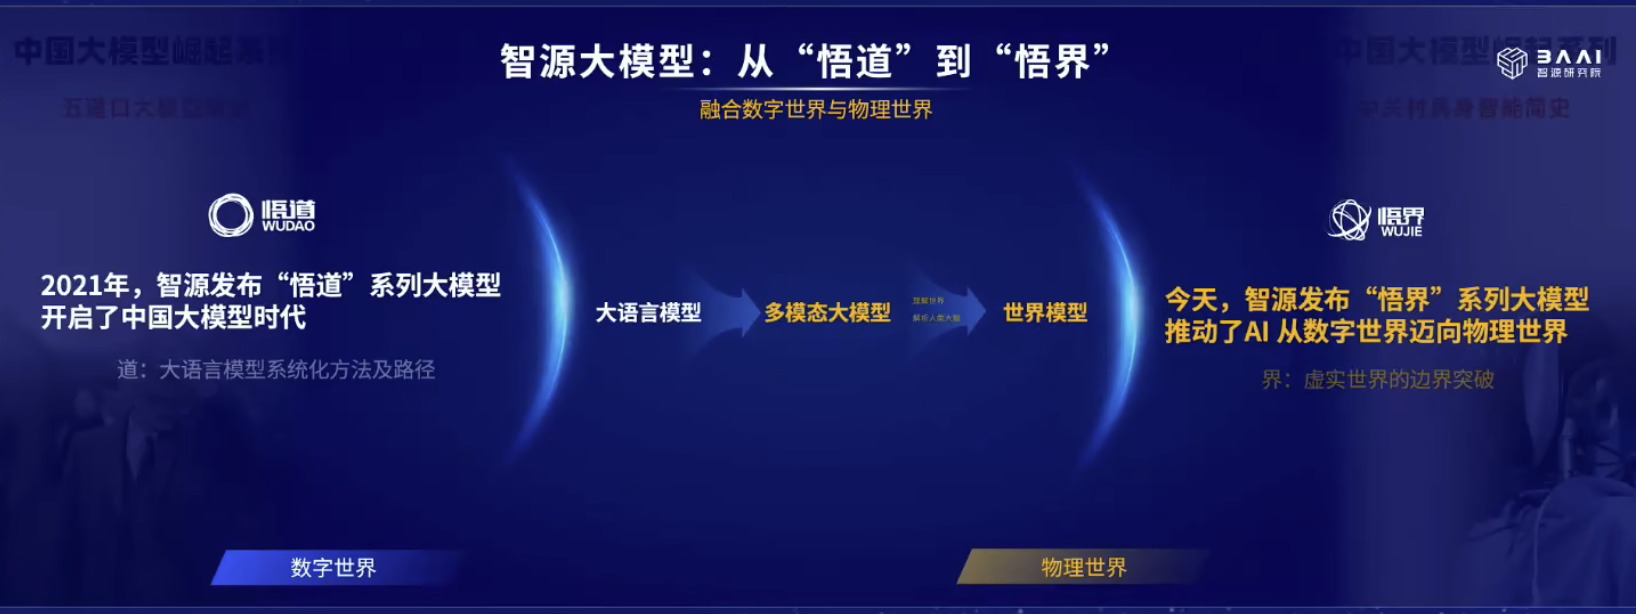 中国大模型崛起系列
智源大模型：从“悟道”到“悟界”
中国大模型崛起系列
BAAI
智源研究院
融合数字世界与物理世界
五道口大模型简史
中关村具身智能简史
悟道
WUDAO
2021年，智源发布“悟道”系列大模型
开启了中国大模型时代
道：大语言模型系统化方法及路径
大语言模型
多模态大模型
理解世界
解析人类大脑
世界模型
悟界
WUJIE
今天，智源发布“悟界”系列大模型
推动了AI 从数字世界迈向物理世界
界：虚实世界的边界突破
数字世界
物理世界